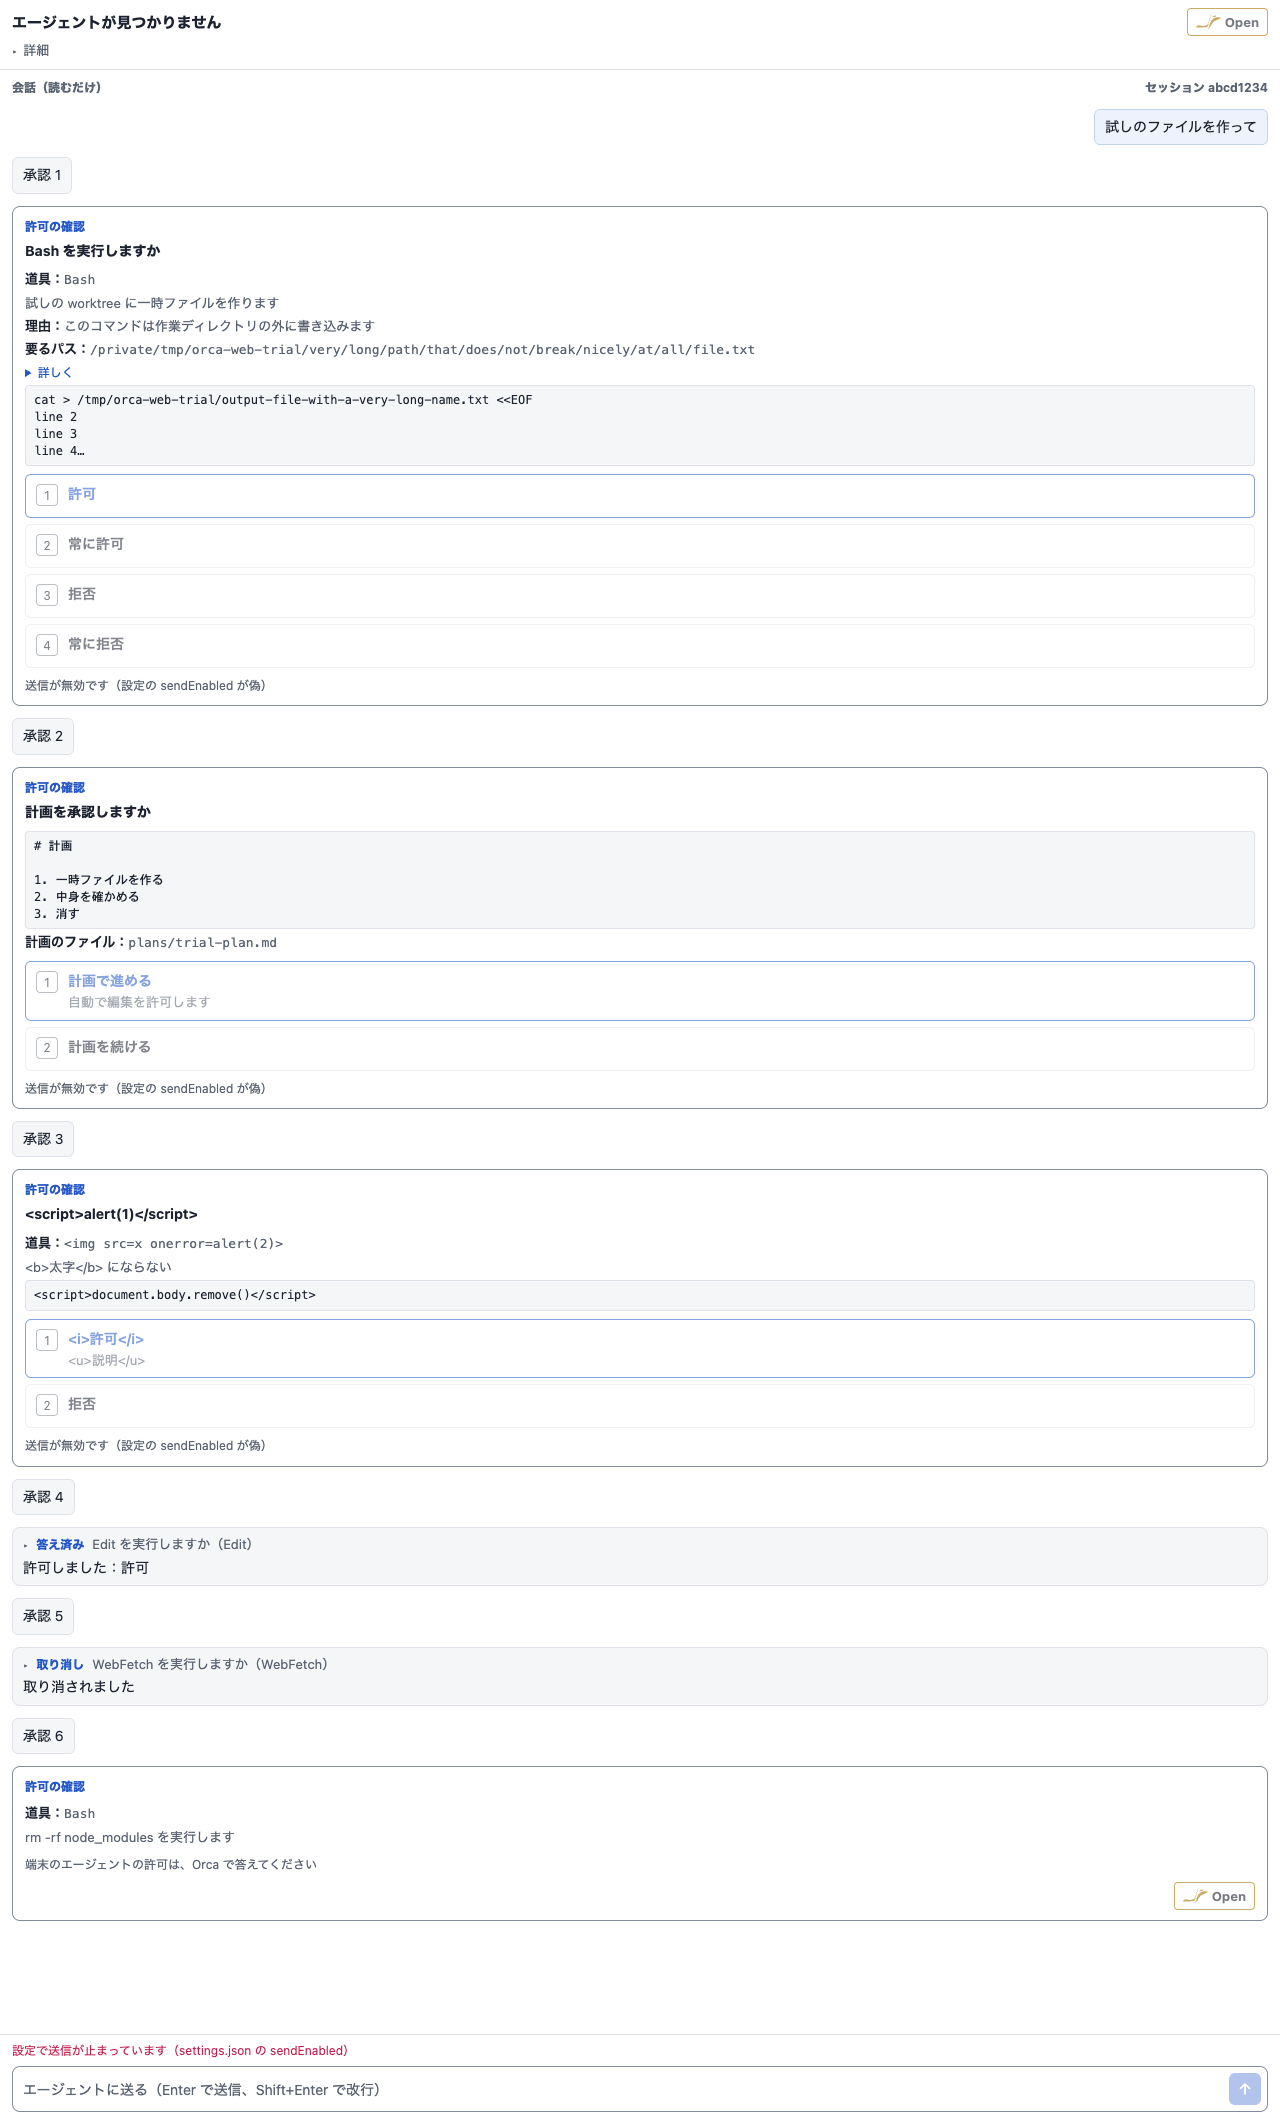 エージェントが見つかりません
Open
詳細
会話（読むだけ）
セッション abcd1234
試しのファイルを作って
承認 1
許可の確認
Bash を実行しますか
道具：Bash
試しの worktree に一時ファイルを作ります
理由：このコマンドは作業ディレクトリの外に書き込みます
要るパス：/private/tmp/orca-web-trial/very/long/path/that/does/not/break/nicely/at/all/file.txt
詳しく
cat > /tmp/orca-web-trial/output-file-with-a-very-long-name.txt <<EOF
line 2
line 3
line 4…
1 許可
2 常に許可
3 拒否
4 常に拒否
送信が無効です（設定の sendEnabled が偽）
承認 2
許可の確認
計画を承認しますか
# 計画
1. 一時ファイルを作る
2. 中身を確かめる
3. 消す
計画のファイル：plans/trial-plan.md
1 計画で進める
自動で編集を許可します
2 計画を続ける
送信が無効です（設定の sendEnabled が偽）
承認 3
許可の確認
<script>alert(1)</script>
道具：<img src=x onerror=alert(2)>
<b>太字</b> にならない
<script>document.body.remove()</script>
1 <i>許可</i>
<u>説明</u>
2 拒否
送信が無効です（設定の sendEnabled が偽）
承認 4
答え済み Edit を実行しますか（Edit）
許可しました：許可
承認 5
取り消し WebFetch を実行しますか（WebFetch）
取り消されました
承認 6
許可の確認
道具：Bash
rm -rf node_modules を実行します
端末のエージェントの許可は、Orca で答えてください
Open
設定で送信が止まっています（settings.json の sendEnabled）
エージェントに送る（Enter で送信、Shift+Enter で改行）